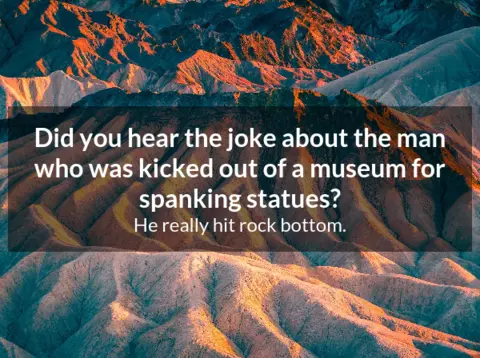 Did you hear the joke about the man
who was kicked out of a museum for
spanking statues?
He really hit rock bottom.